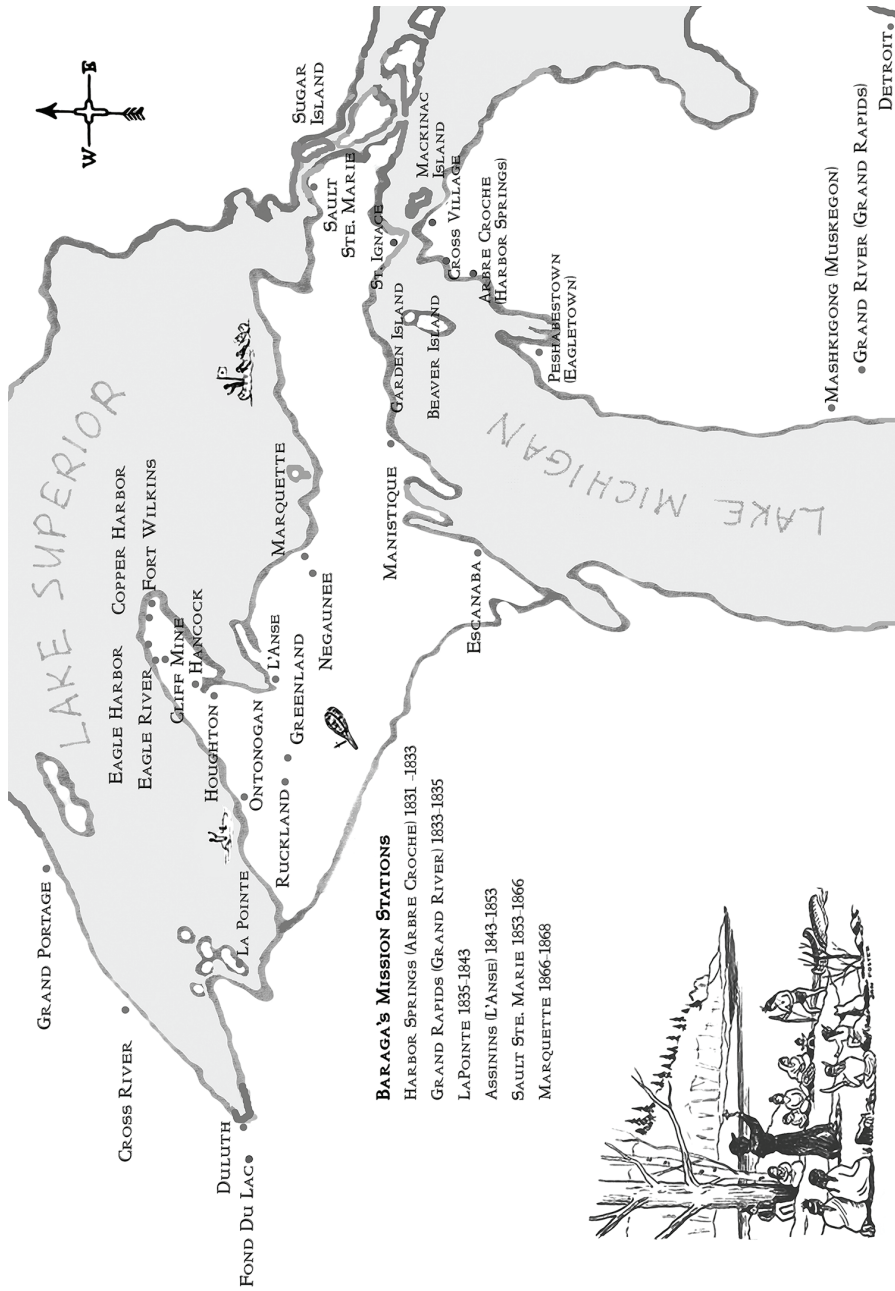 W
E
LAKE SUPERIOR
GRAND PORTAGE
CROSS RIVER
DULUTH
FOND DU LAC
LA POINTE
EAGLE HARBOR
COPPER HARBOR
EAGLE RIVER
FORT WILKINS
CLIFF MINE
HANCOCK
HOUGHTON
ONTONOGAN
L'ANSE
RUCKLAND
GREENLAND
NEGAUNEE
MARQUETTE
SUGAR
ISLAND
SAULT
STE. MARIE
ST. IGNACE
MACKINAC
ISLAND
CROSS VILLAGE
ARBRE CROCHE
(HARBOR SPRINGS)
GARDEN ISLAND
BEAVER ISLAND
MANISTIQUE
ESCANABA
PESHABESTOWN
(EAGLETOWN)
LAKE MICHIGAN
MASHKIGONG (MUSKEGON)
GRAND RIVER (GRAND RAPIDS)
DETROIT
BARAGA'S MISSION STATIONS
HARBOR SPRINGS (ARBRE CROCHE) 1831 -1833
GRAND RAPIDS (GRAND RIVER) 1833-1835
LAPOINTE 1835-1843
ASSININS (L'ANSE) 1843-1853
SAULT STE. MARIE 1853-1866
MARQUETTE 1866-1868